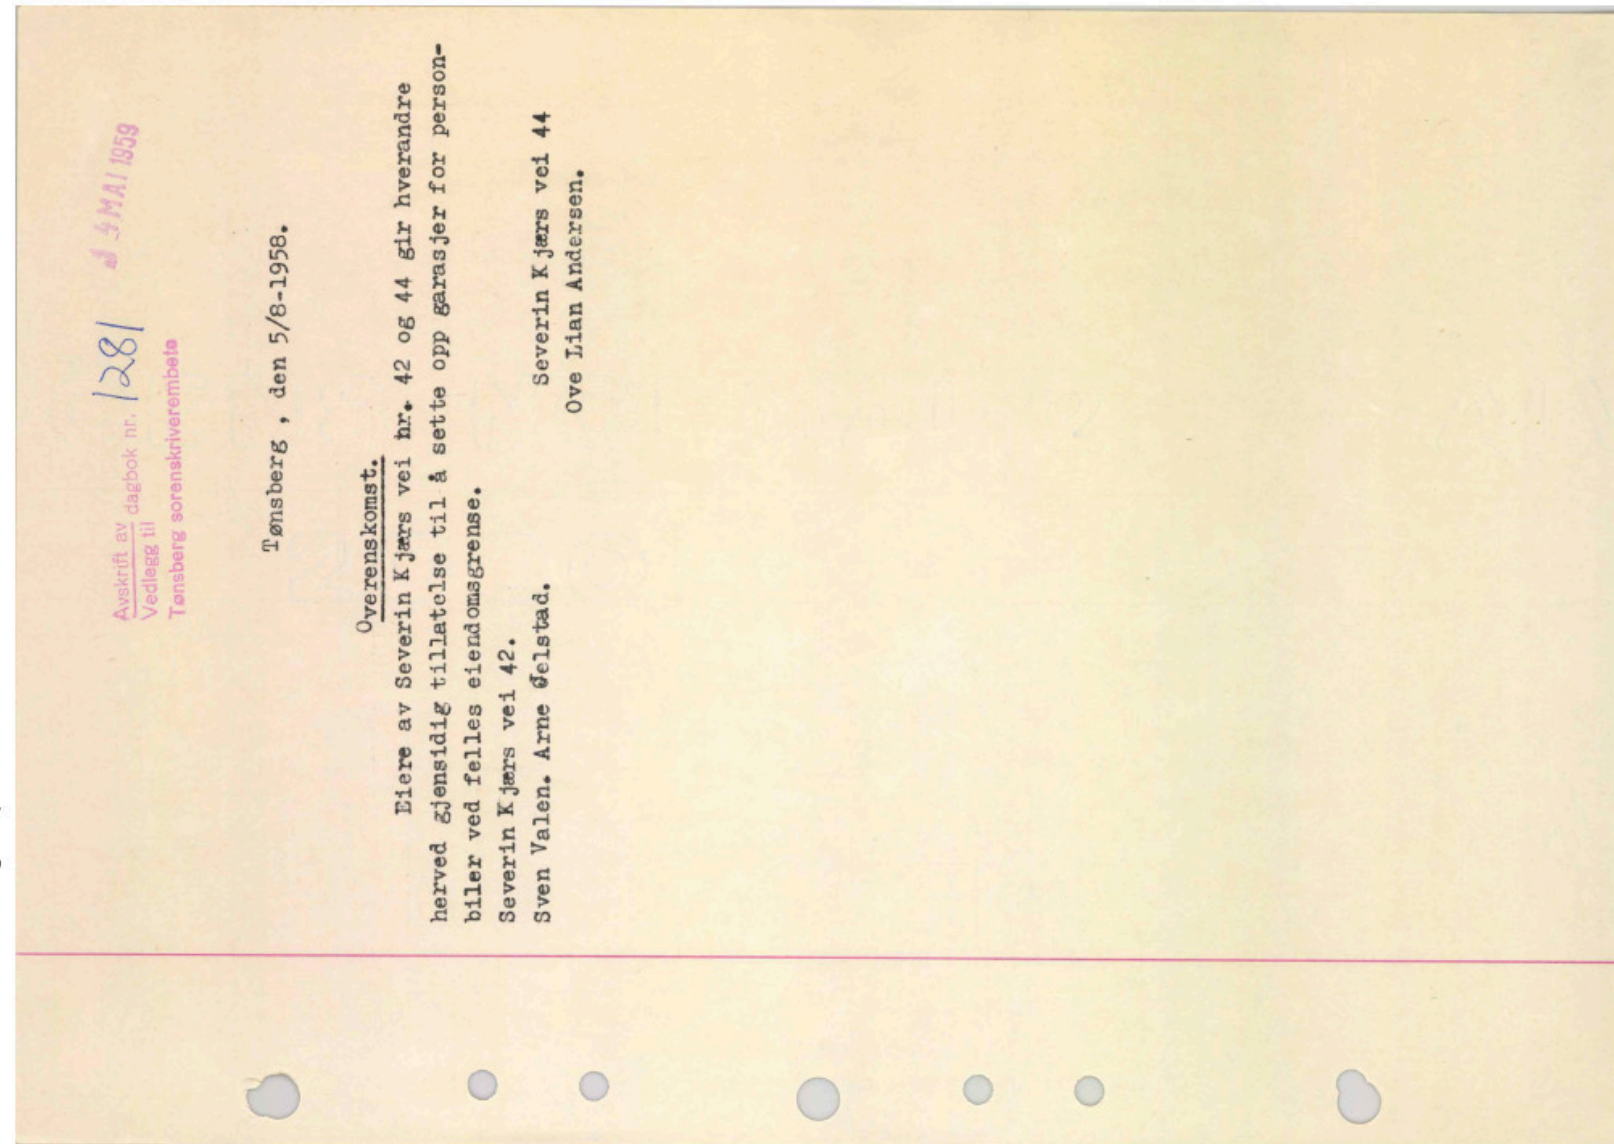 Avskrift av dagbok nr. 1281 4 MAI 1959
Vedlegg til
Tønsberg sorenskriverembete
Tønsberg , den 5/8-1958.
Overenskomst.
Eiere av Severin Kjærs vei nr. 42 og 44 gir hverandre
herved gjensidig tillatelse til å sette opp garasjer for person-
biler ved felles eiendomsgrense.
Severin Kjærs vei 42.
Sven Valen. Arne Gelstad.
Severin Kjærs vei 44
Ove Lian Andersen.